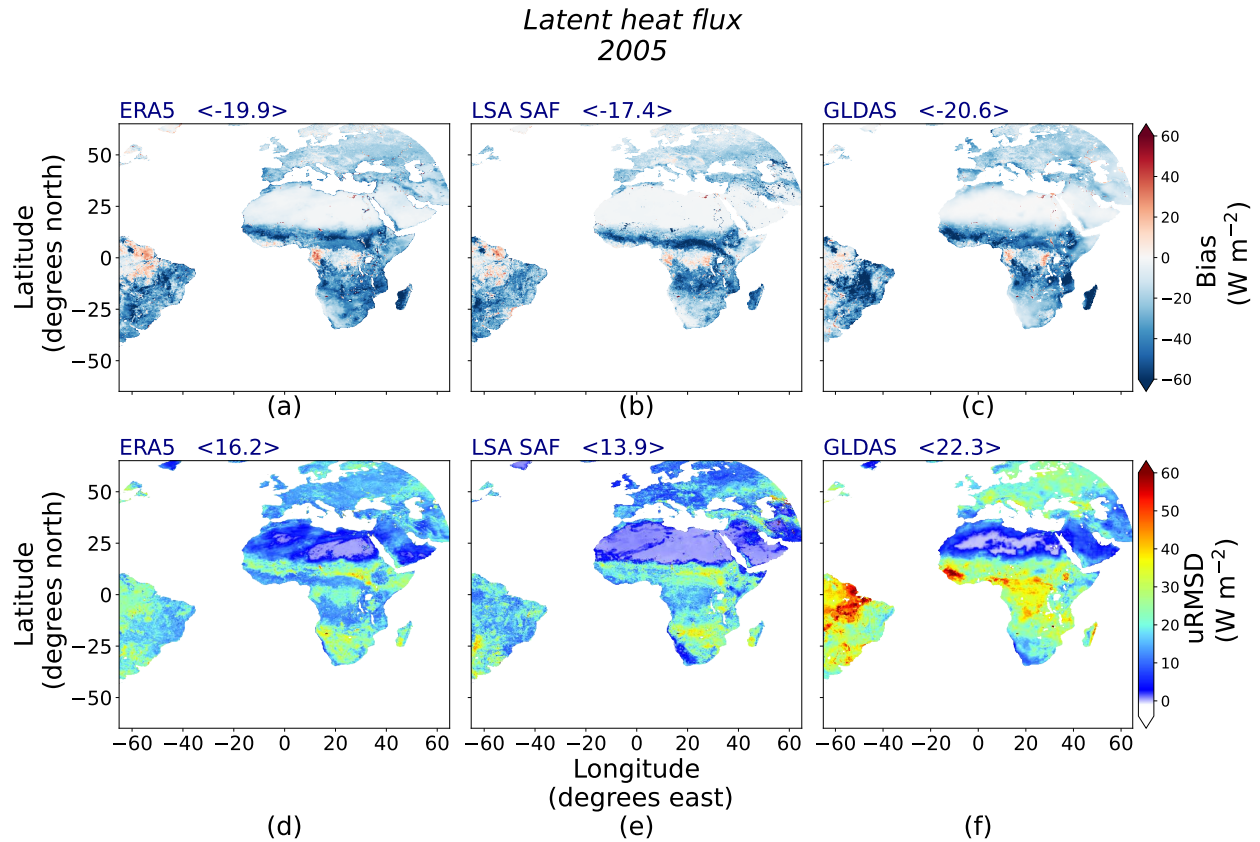 Latent heat flux
2005
ERA5 <-19.9>
LSA SAF <-17.4>
GLDAS <-20.6>
Latitude
(degrees north)
50
25
0
−25
−50
60
40
20
0
−20
−40
−60
Bias
(W m−2)
(a)
(b)
(c)
ERA5 <16.2>
LSA SAF <13.9>
GLDAS <22.3>
Latitude
(degrees north)
50
25
0
−25
−50
60
50
40
30
20
10
0
uRMSD
(W m−2)
−60 −40 −20 0 20 40 60
−60 −40 −20 0 20 40 60
−60 −40 −20 0 20 40 60
Longitude
(degrees east)
(d)
(e)
(f)